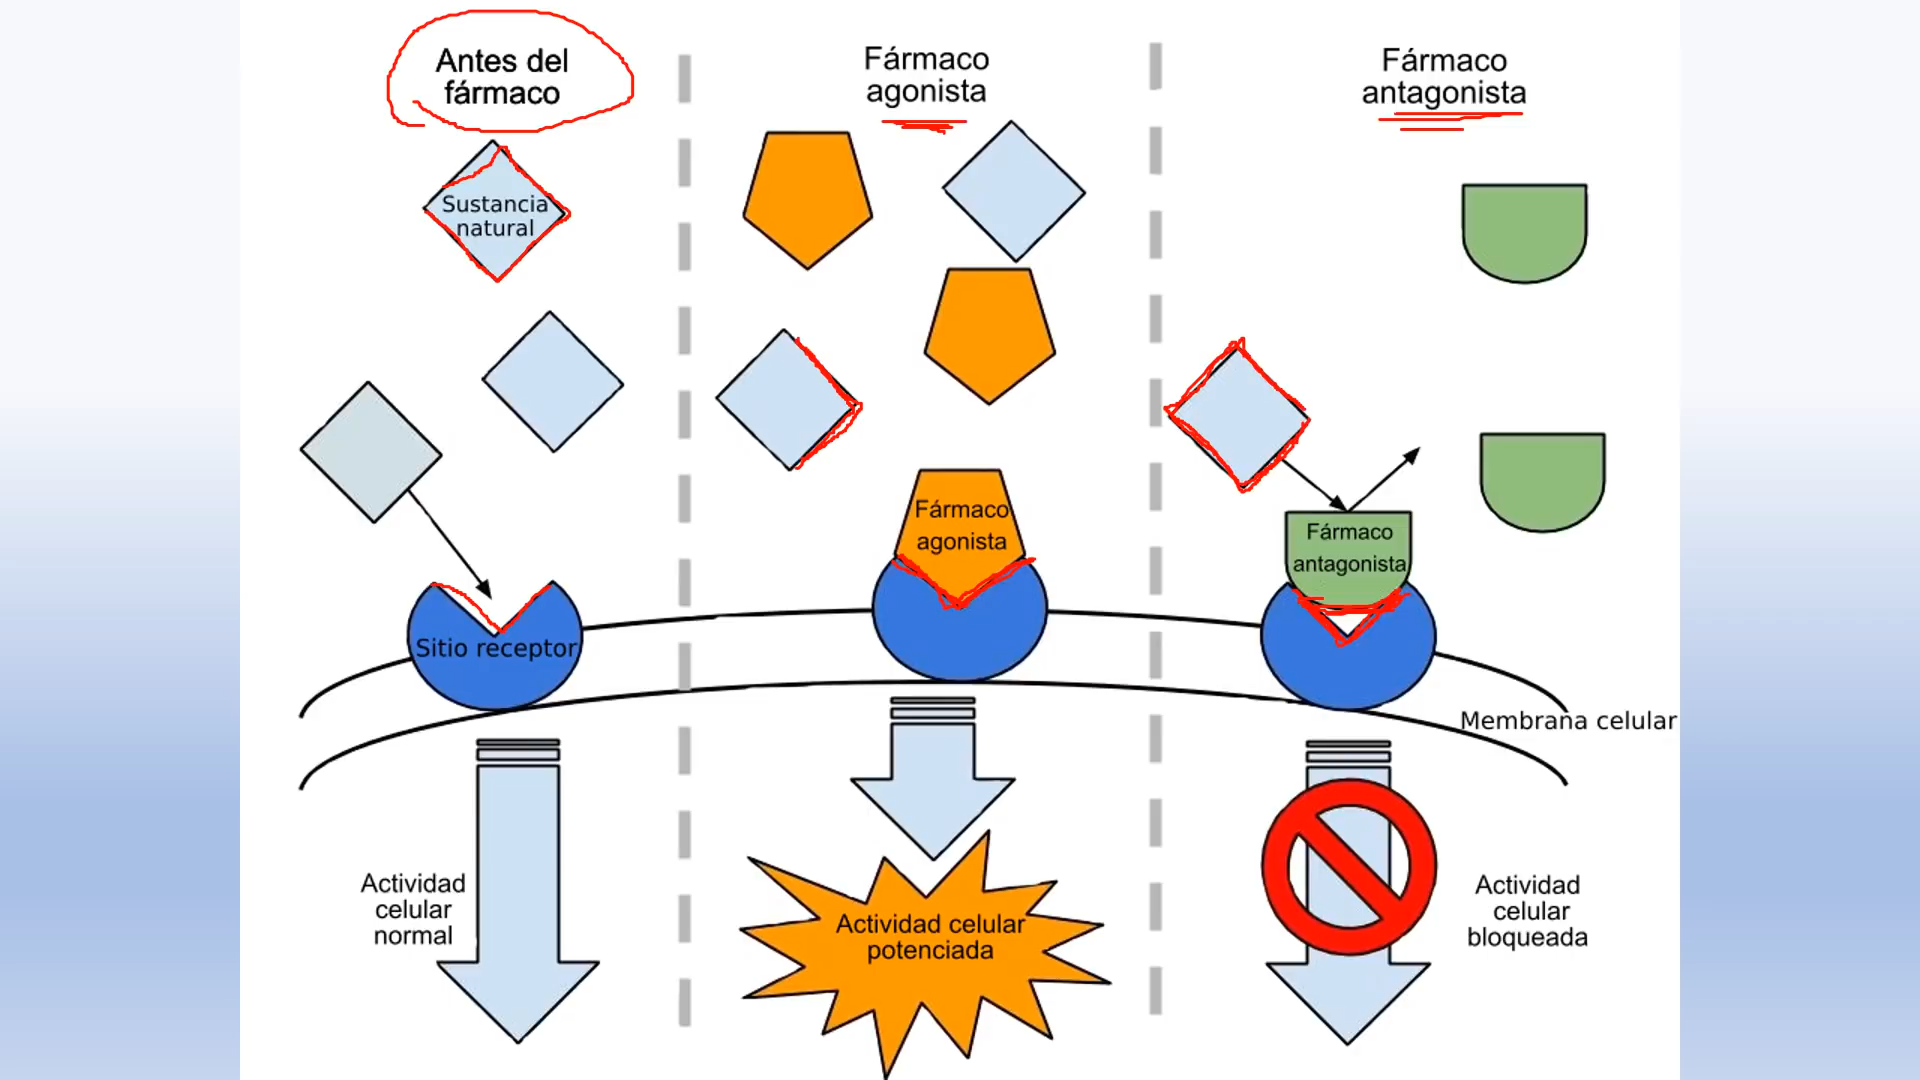 Antes del
fármaco
Fármaco
agonista
Fármaco
antagonista
Sustancia
natural
Fármaco
agonista
Fármaco
antagonista
Sitio receptor
Membrana celular
Actividad
celular
normal
Actividad celular
potenciada
Actividad
celular
bloqueada